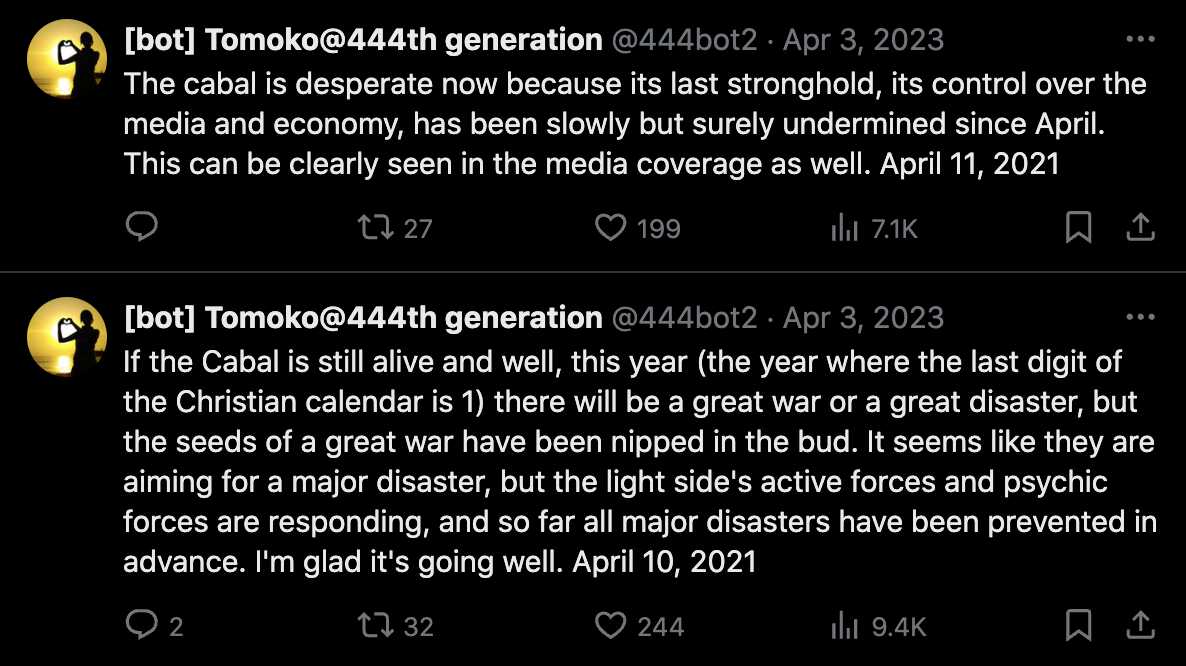 [bot] Tomoko@444th generation @444bot2 · Apr 3, 2023
The cabal is desperate now because its last stronghold, its control over the
media and economy, has been slowly but surely undermined since April.
This can be clearly seen in the media coverage as well. April 11, 2021
27 199 7.1K
[bot] Tomoko@444th generation @444bot2 · Apr 3, 2023
If the Cabal is still alive and well, this year (the year where the last digit of
the Christian calendar is 1) there will be a great war or a great disaster, but
the seeds of a great war have been nipped in the bud. It seems like they are
aiming for a major disaster, but the light side's active forces and psychic
forces are responding, and so far all major disasters have been prevented in
advance. I'm glad it's going well. April 10, 2021
2 32 244 9.4K